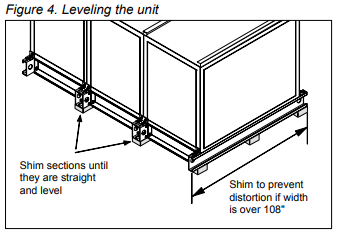 Figure 4. Leveling the unit
Shim sections until
they are straight
and level
Shim to prevent
distortion if width
is over 108"